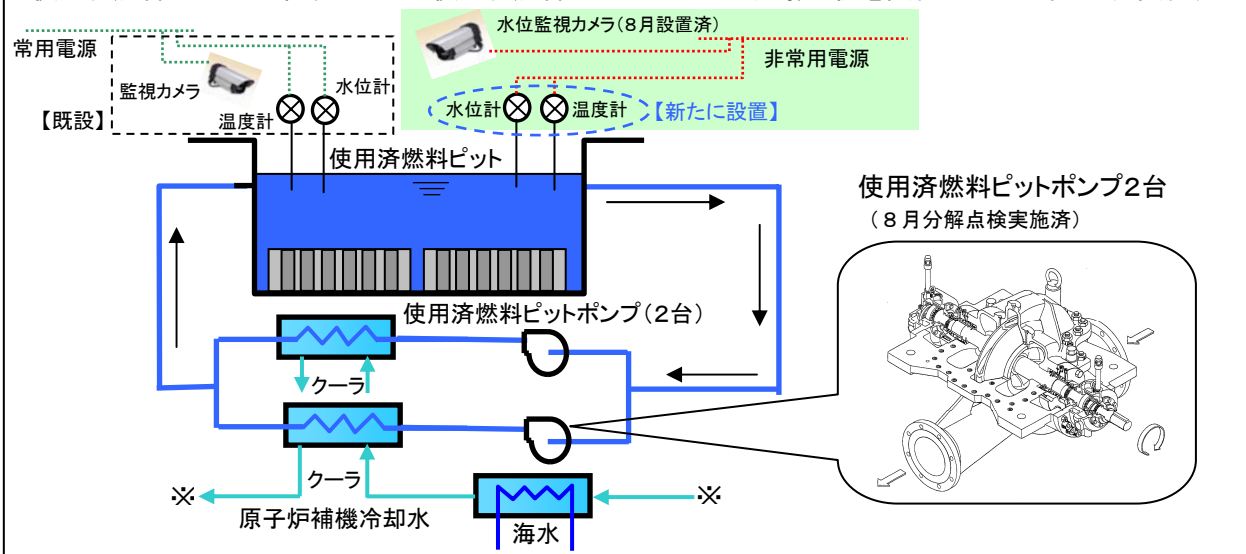 水位監視カメラ(8月設置済)
常用電源
非常用電源
監視カメラ
水位計
温度計
【既設】
水位計
温度計
【新たに設置】
使用済燃料ピット
使用済燃料ピットポンプ2台
(8月分解点検実施済)
使用済燃料ピットポンプ(2台)
クーラ
クーラ
※
※
原子炉補機冷却水
海水